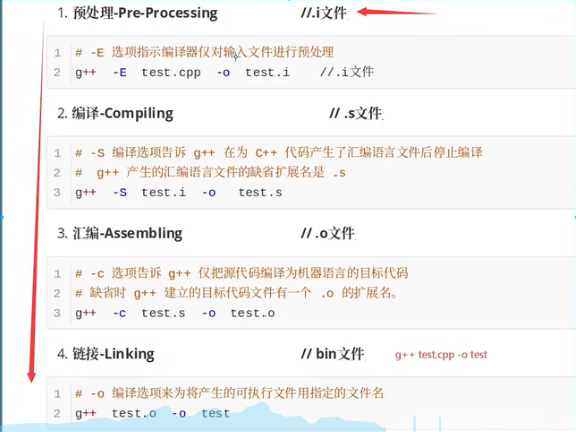 1. 预处理-Pre-Processing //.i文件
1 # -E 选项指示编译器仅对输入文件进行预处理
2 g++ -E test.cpp -o test.i //.i文件
2. 编译-Compiling // .s文件
1 # -S 编译选项告诉 g++ 在为 C++ 代码产生了汇编语言文件后停止编译
2 # g++ 产生的汇编语言文件的缺省扩展名是 .s
3 g++ -S test.i -o test.s
3. 汇编-Assembling // .o文件
1 # -c 选项告诉 g++ 仅把源代码编译为机器语言的目标代码
2 # 缺省时 g++ 建立的目标代码文件有一个 .o 的扩展名。
3 g++ -c test.s -o test.o
4. 链接-Linking // bin文件 g++ test.cpp -o test
1 # -o 编译选项来为将产生的可执行文件用指定的文件名
2 g++ test.o -o test